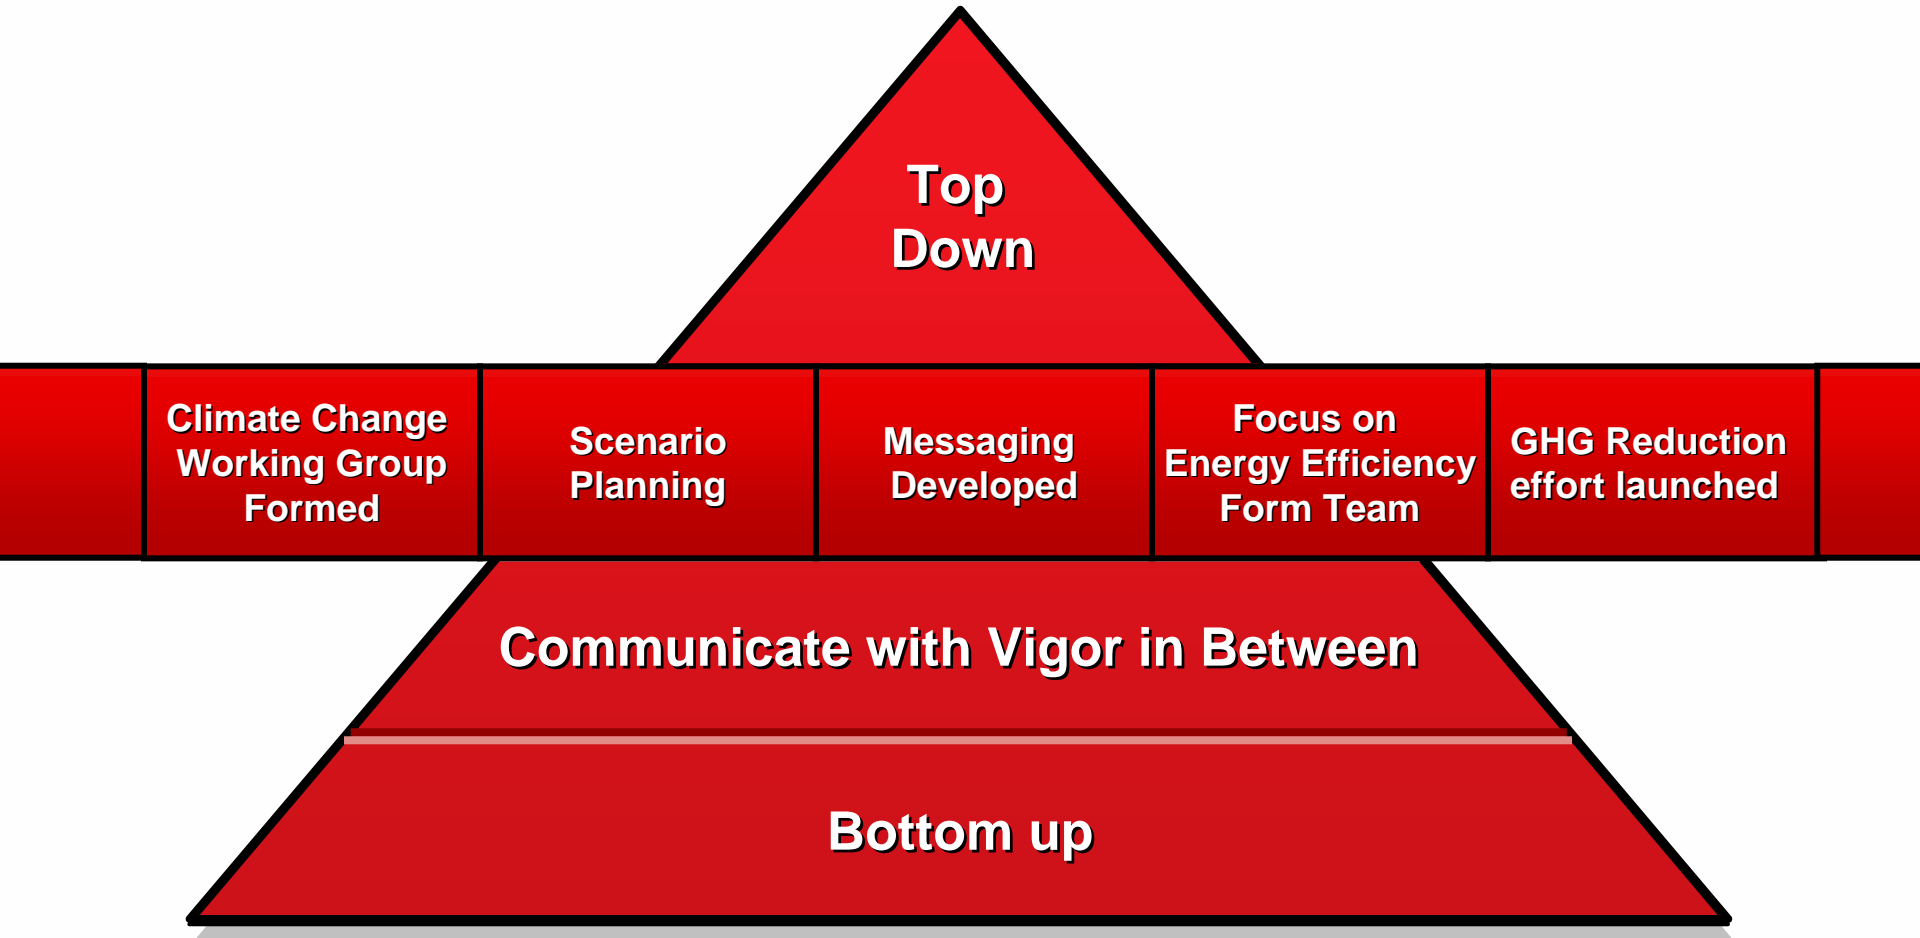 Top
Down
Climate Change
Working Group
Formed
Scenario
Planning
Messaging
Developed
Focus on
Energy Efficiency
Form Team
GHG Reduction
effort launched
Communicate with Vigor in Between
Bottom up